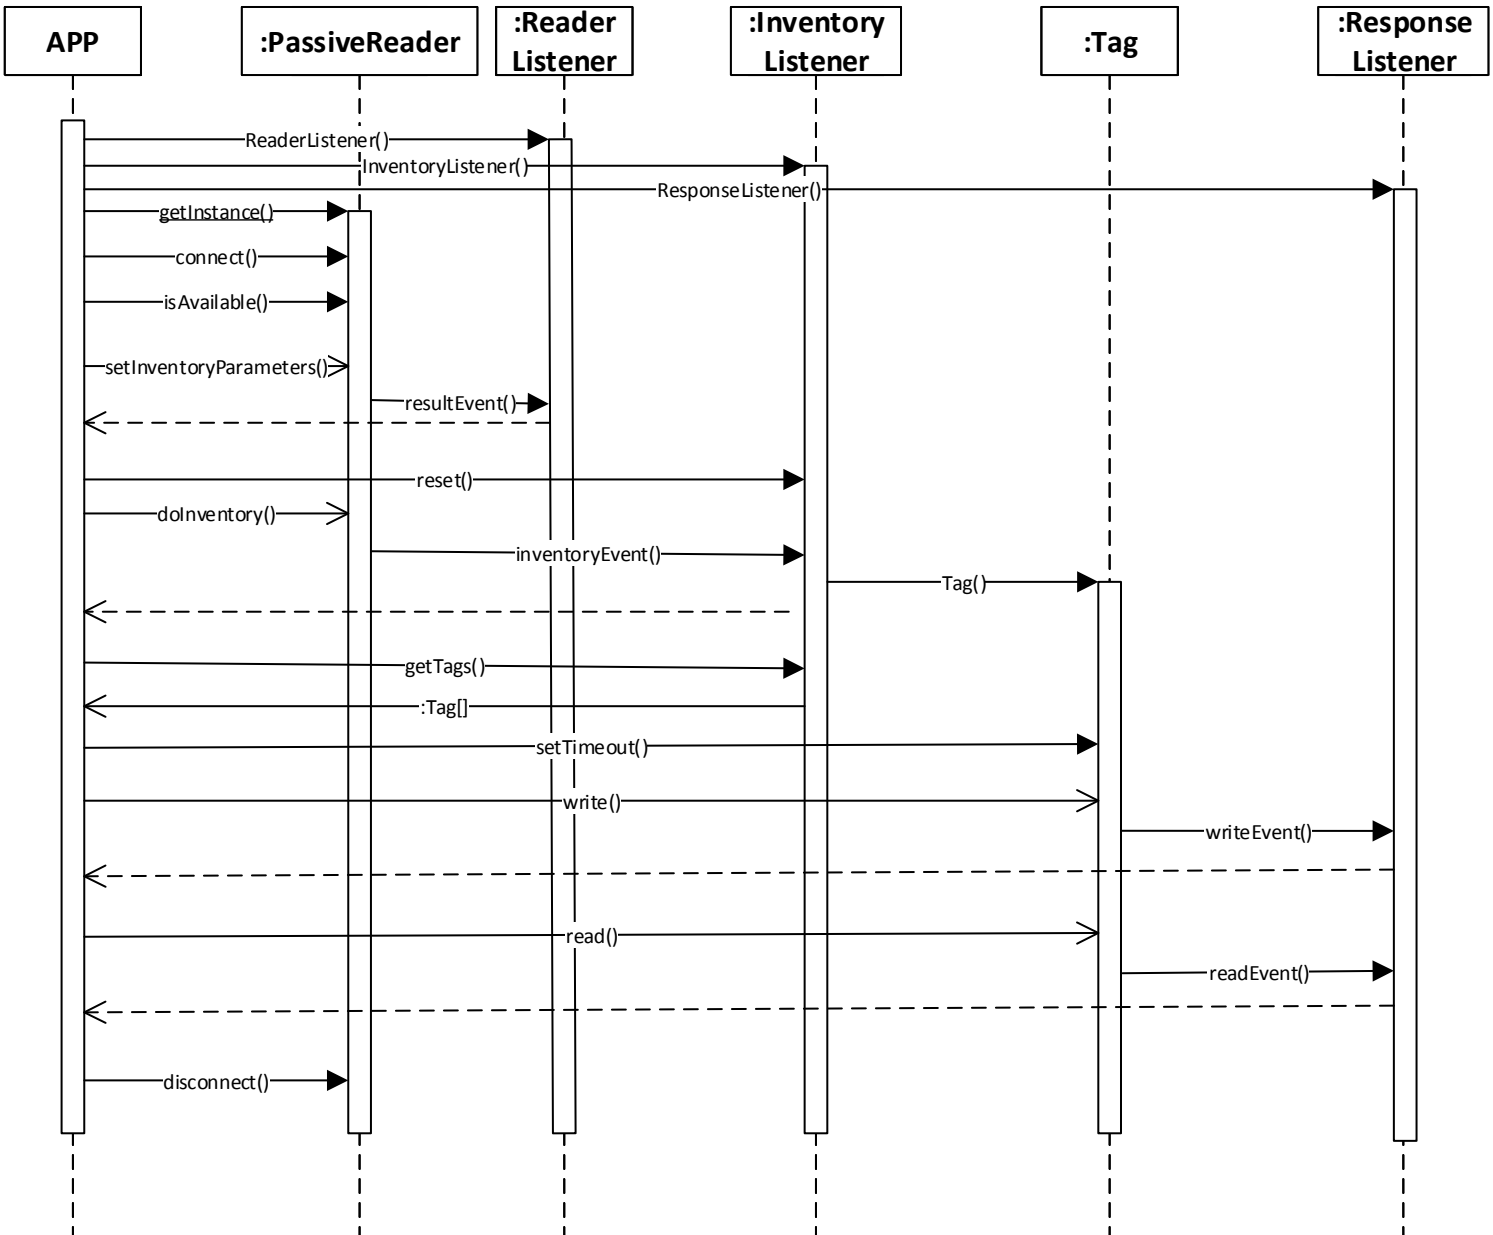 APP
:PassiveReader
:Reader
Listener
:Inventory
Listener
:Tag
:Response
Listener
ReaderListener()
InventoryListener()
ResponseListener()
getInstance()
connect()
isAvailable()
setInventoryParameters()
resultEvent()
reset()
doInventory()
inventoryEvent()
Tag()
getTags()
:Tag[]
setTimeout()
write()
writeEvent()
read()
readEvent()
disconnect()